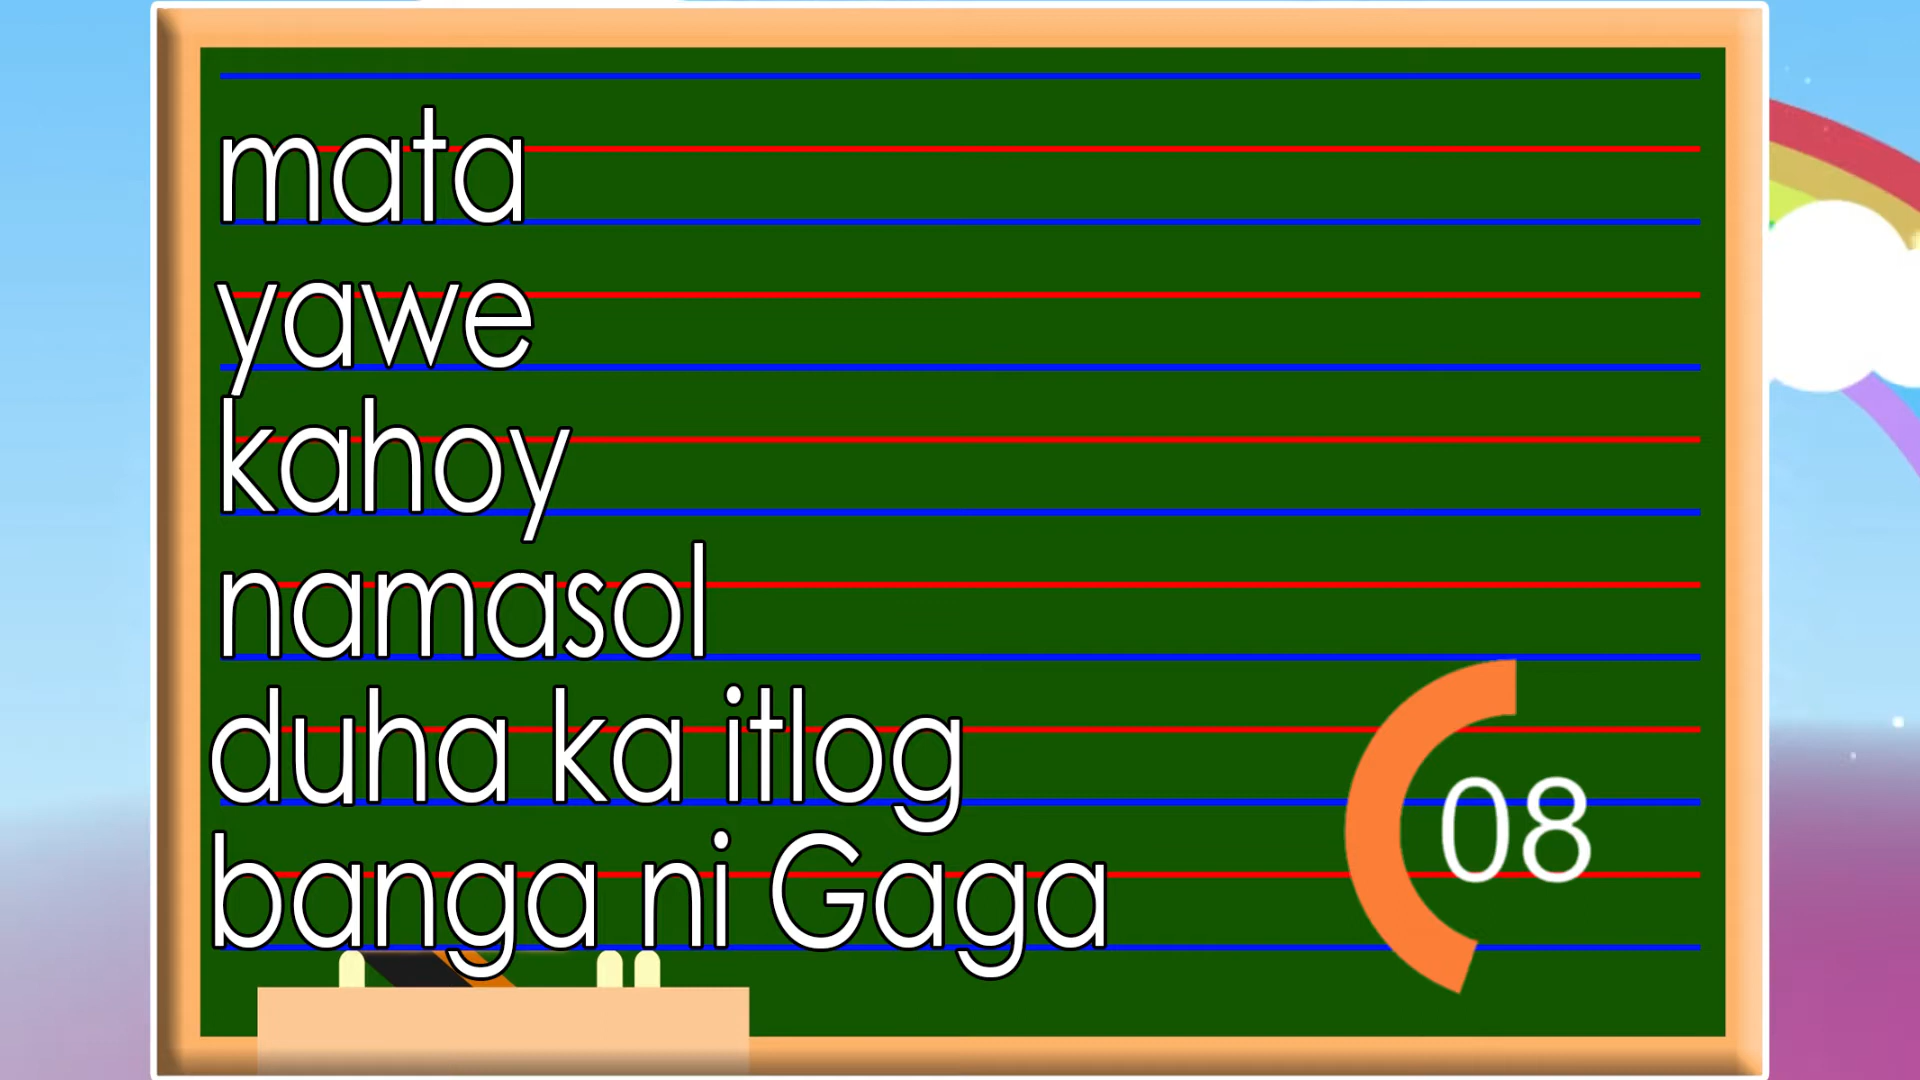 mata
yawe
kahoy
namasol
duha ka itlog
banga ni Gaga
08